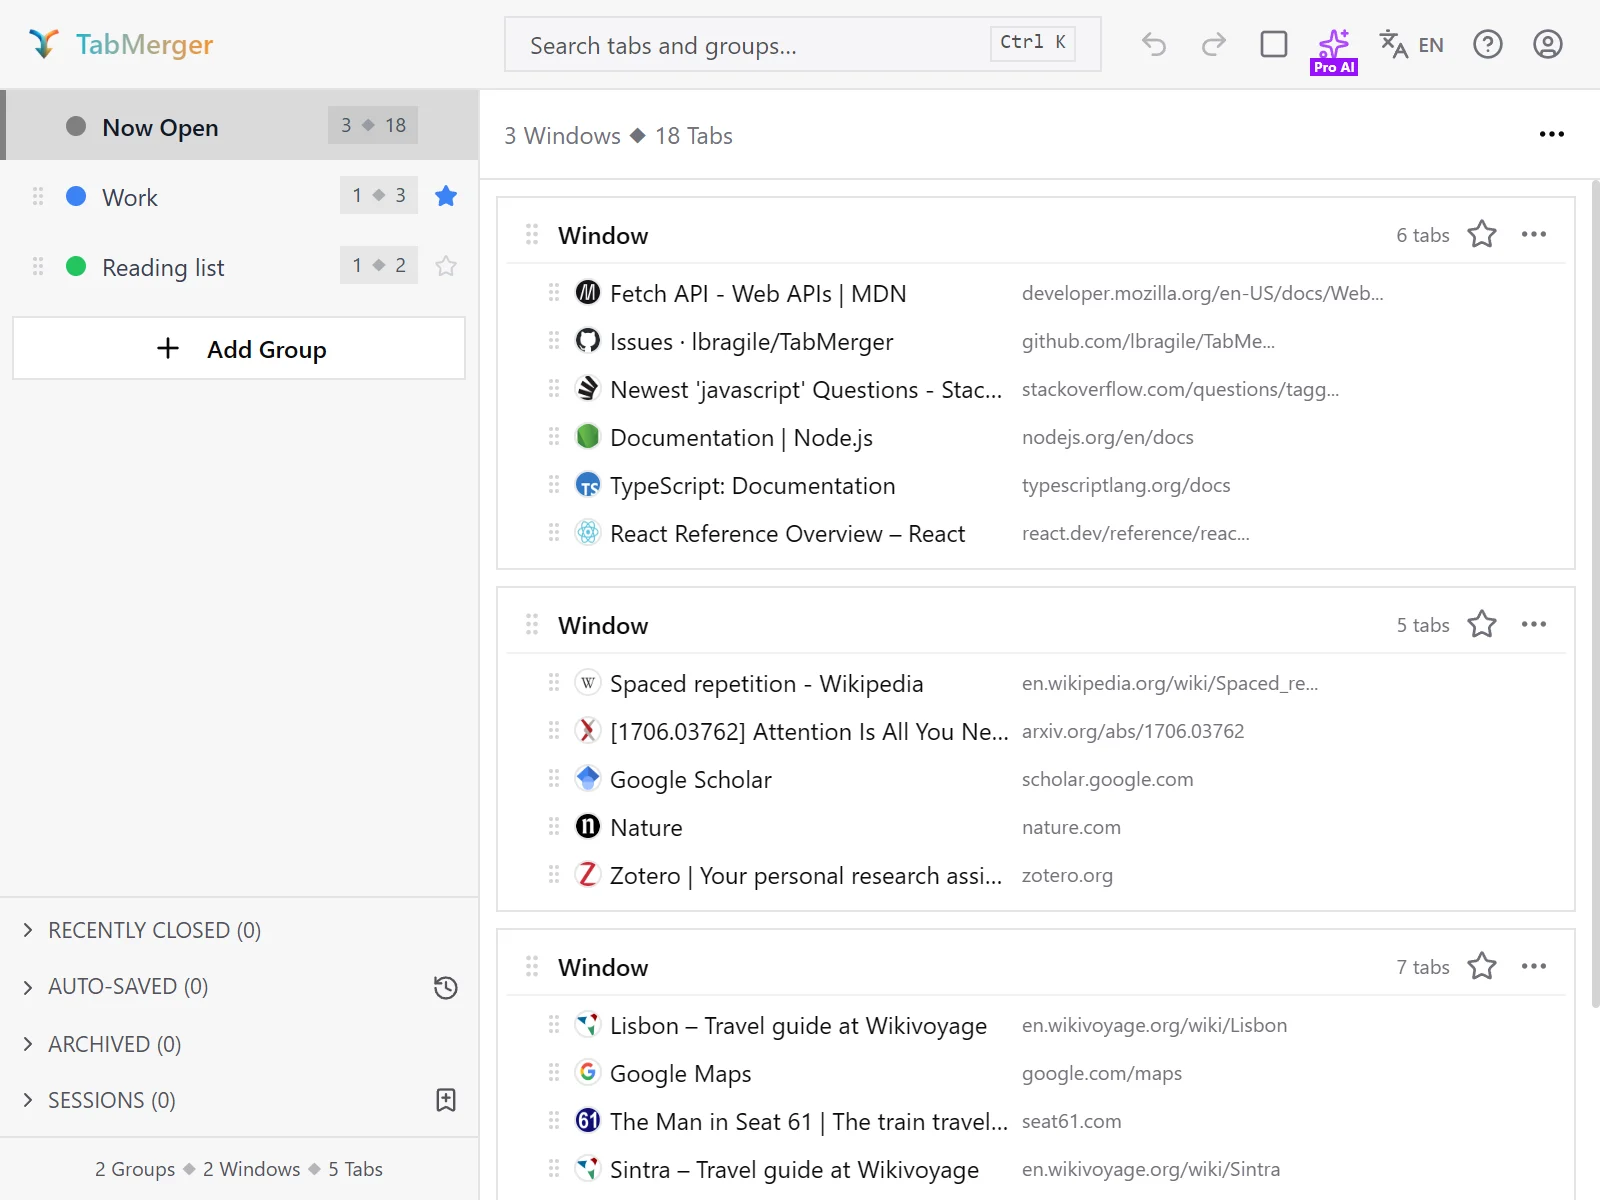 TabMerger
Search tabs and groups...
Ctrl K
Pro AI
EN
Now Open
3 ◆ 18
Work
1 ◆ 3
Reading list
1 ◆ 2
Add Group
RECENTLY CLOSED (0)
AUTO-SAVED (0)
ARCHIVED (0)
SESSIONS (0)
2 Groups ◆ 2 Windows ◆ 5 Tabs
3 Windows ◆ 18 Tabs
Window
6 tabs
Fetch API - Web APIs | MDN
developer.mozilla.org/en-US/docs/Web...
Issues · lbragile/TabMerger
github.com/lbragile/TabMe...
Newest 'javascript' Questions - Stac...
stackoverflow.com/questions/tagg...
Documentation | Node.js
nodejs.org/en/docs
TS
TypeScript: Documentation
typescriptlang.org/docs
React Reference Overview – React
react.dev/reference/reac...
Window
5 tabs
W
Spaced repetition - Wikipedia
en.wikipedia.org/wiki/Spaced_re...
[1706.03762] Attention Is All You Ne...
arxiv.org/abs/1706.03762
Google Scholar
scholar.google.com
n
Nature
nature.com
Z
Zotero | Your personal research assi...
zotero.org
Window
7 tabs
Lisbon – Travel guide at Wikivoyage
en.wikivoyage.org/wiki/Lisbon
G
Google Maps
google.com/maps
61
The Man in Seat 61 | The train travel...
seat61.com
Sintra – Travel guide at Wikivoyage
en.wikivoyage.org/wiki/Sintra